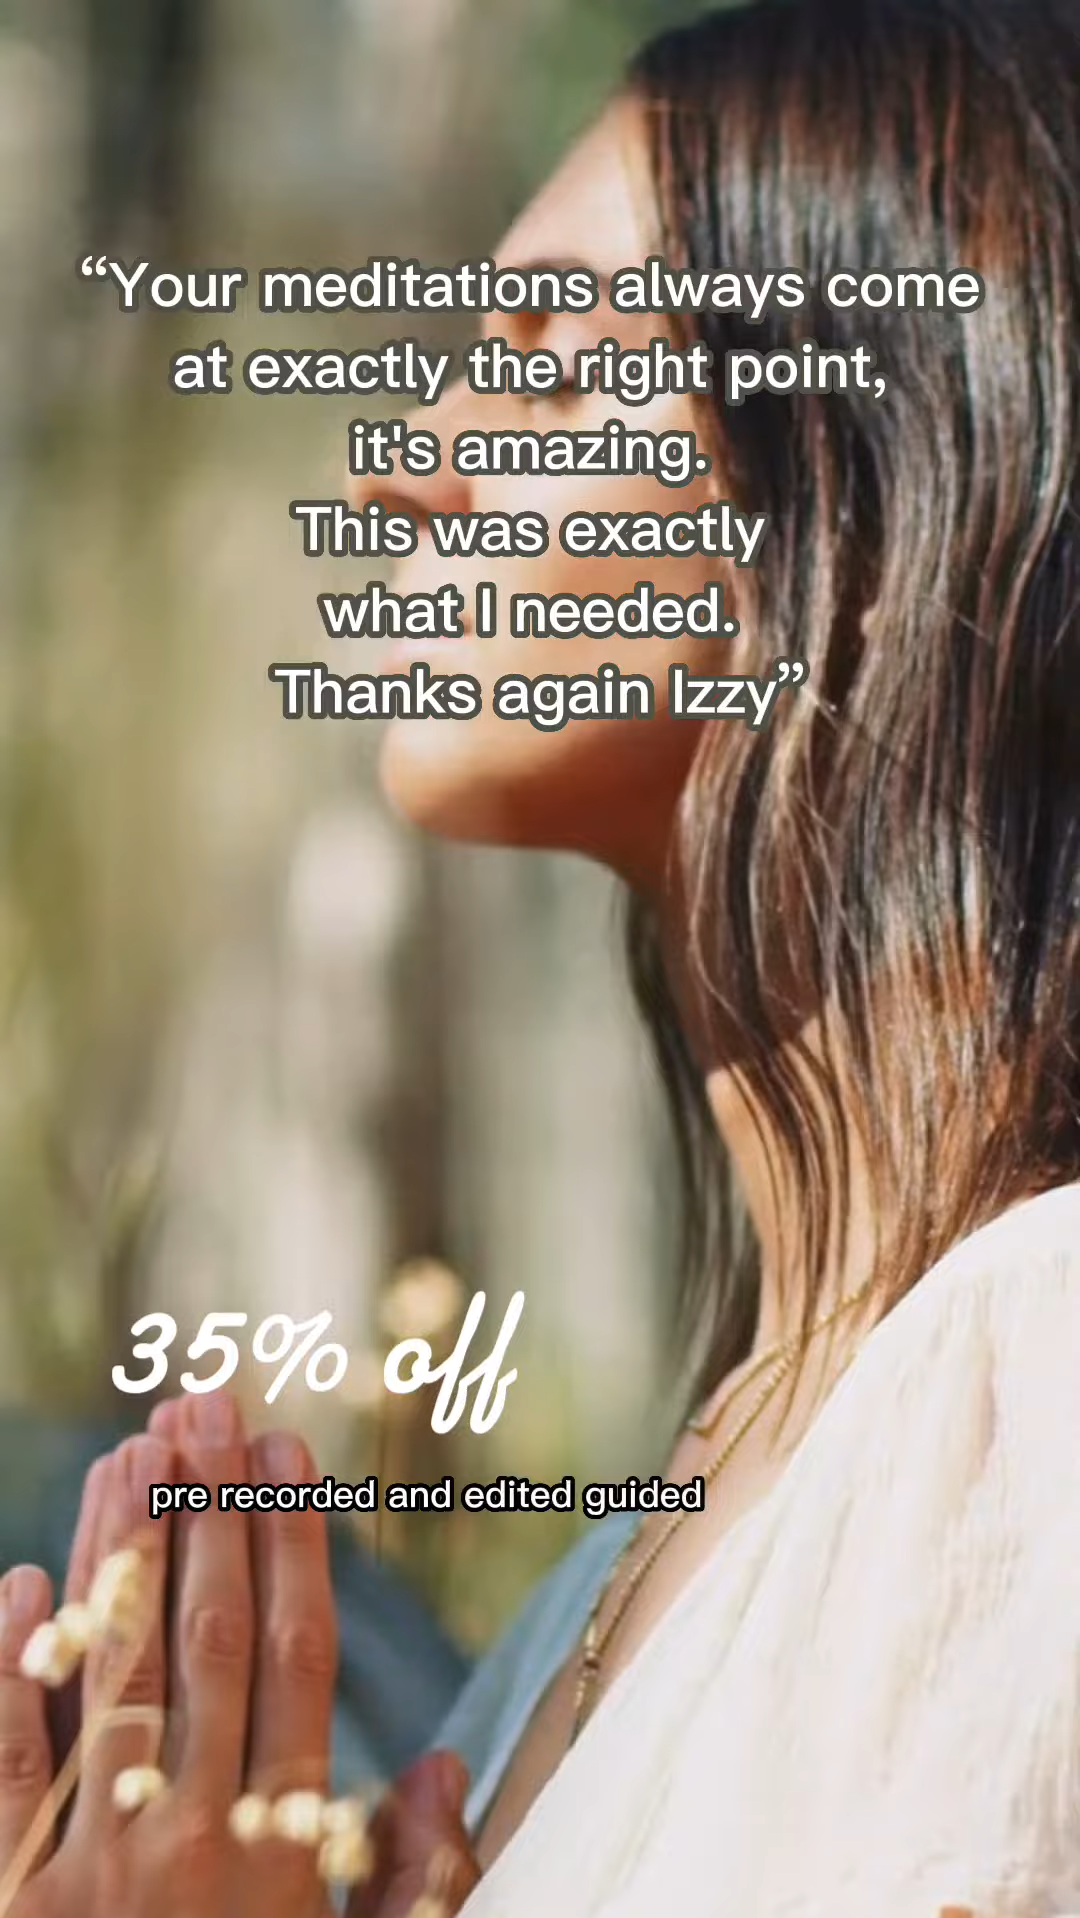 “Your meditations always come
at exactly the right point,
it's amazing.
This was exactly
what I needed.
Thanks again Izzy”
35% off
pre recorded and edited guided